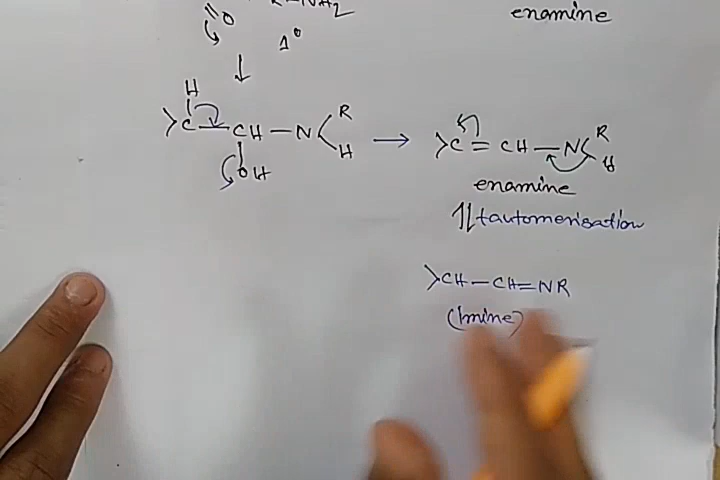 O
enamine
1°
H
R
>C — CH — N
H
OH
→
>C = CH — N
R
H
enamine
tautomerisation
>CH — CH = NR
(Imine)